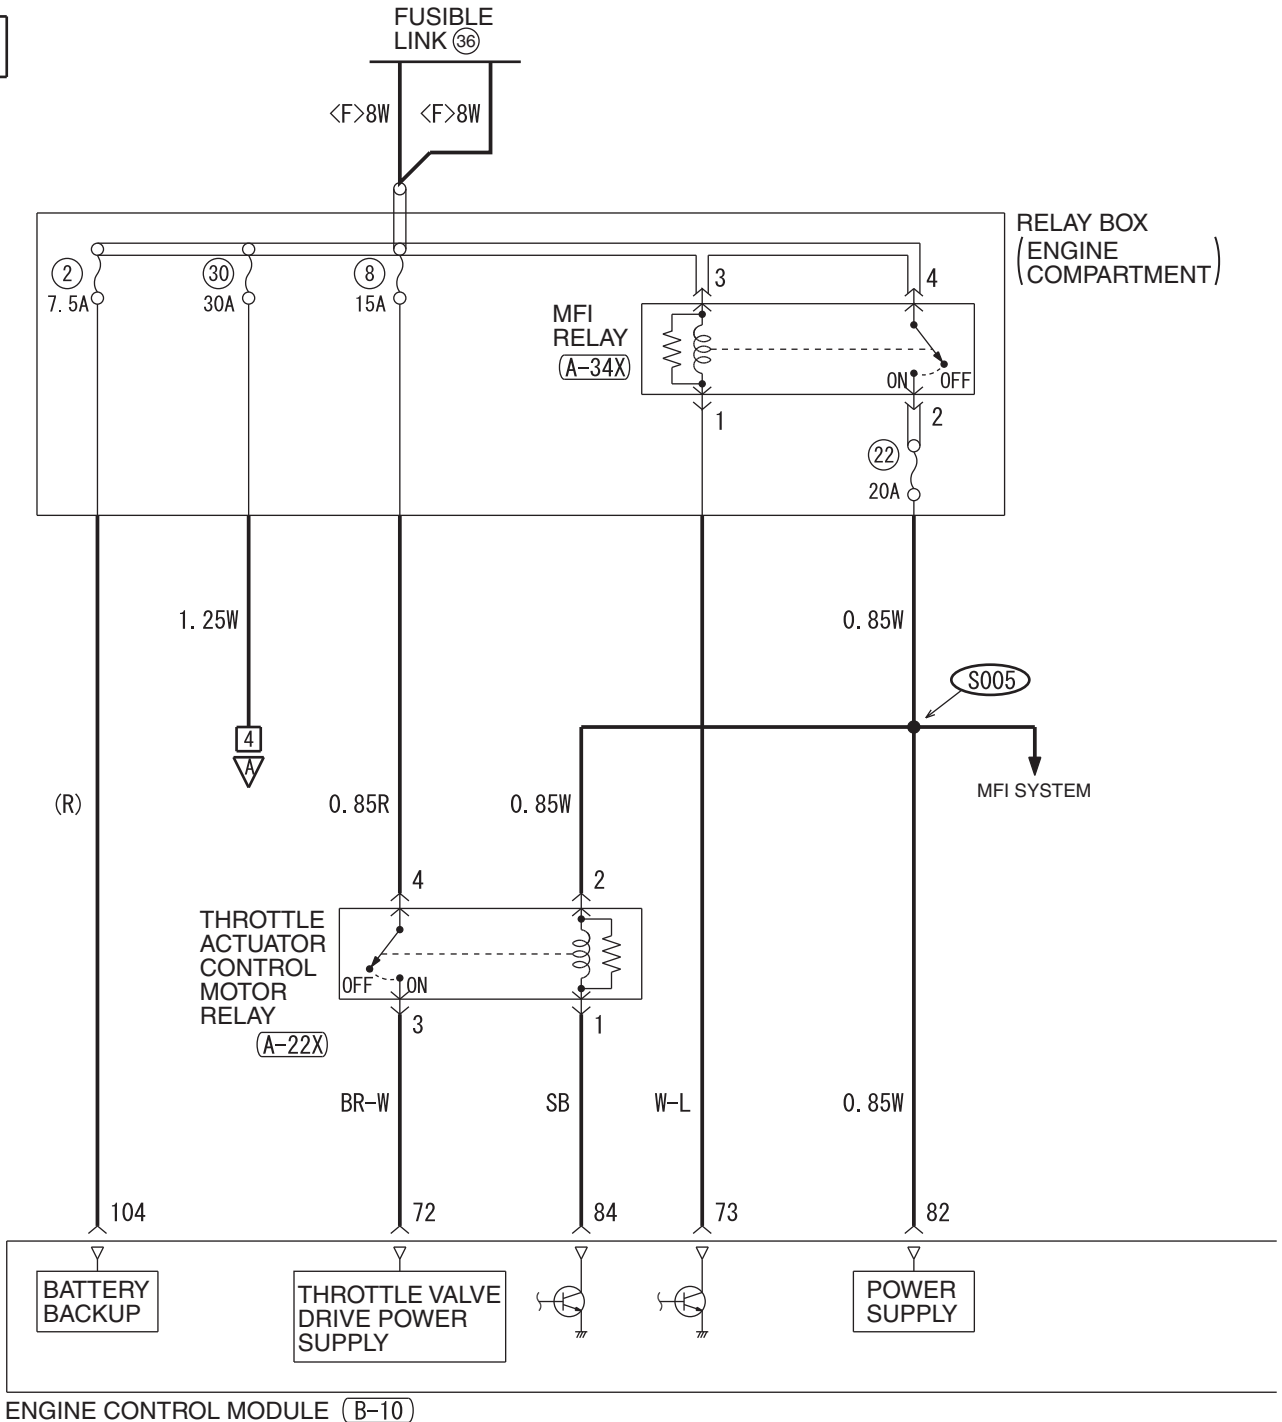 FUSIBLE
LINK 36
<F>8W <F>8W
RELAY BOX
(ENGINE
COMPARTMENT)
2
7.5A
30
30A
8
15A
3
4
MFI
RELAY
A-34X
ON OFF
1
2
22
20A
1.25W
0.85W
S005
4
A
MFI SYSTEM
(R)
0.85R
0.85W
4
2
THROTTLE
ACTUATOR
CONTROL
MOTOR
RELAY
A-22X
OFF ON
3
1
BR-W
SB
W-L
0.85W
104
72
84
73
82
BATTERY
BACKUP
THROTTLE VALVE
DRIVE POWER
SUPPLY
POWER
SUPPLY
ENGINE CONTROL MODULE B-10